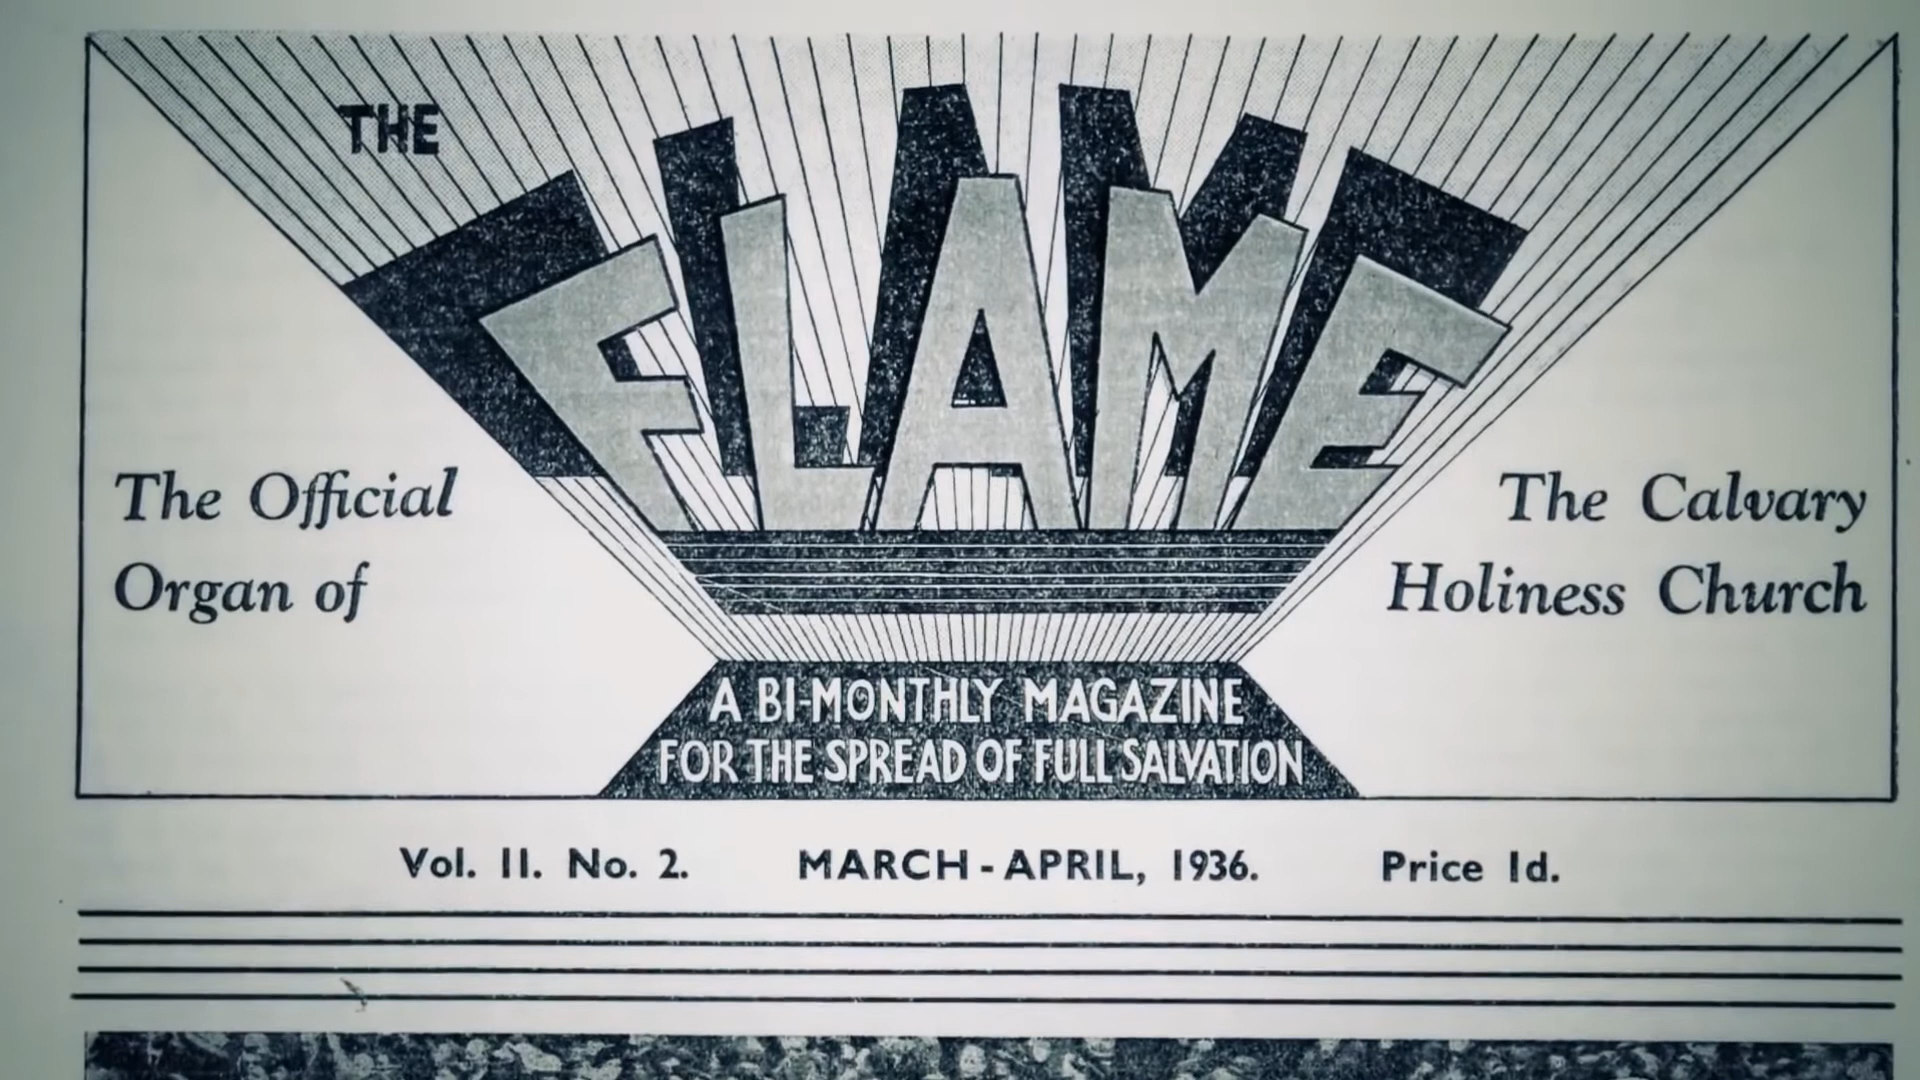 THE
FLAME
The Official
Organ of
The Calvary
Holiness Church
A BI-MONTHLY MAGAZINE
FOR THE SPREAD OF FULL SALVATION
Vol. II. No. 2. MARCH - APRIL, 1936. Price 1d.